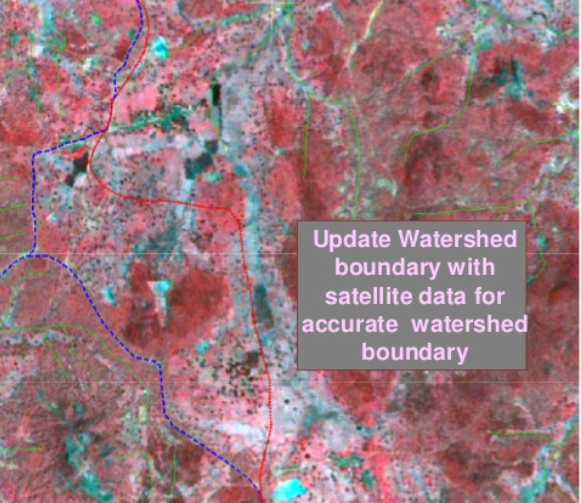 Update Watershed
boundary with
satellite data for
accurate watershed
boundary